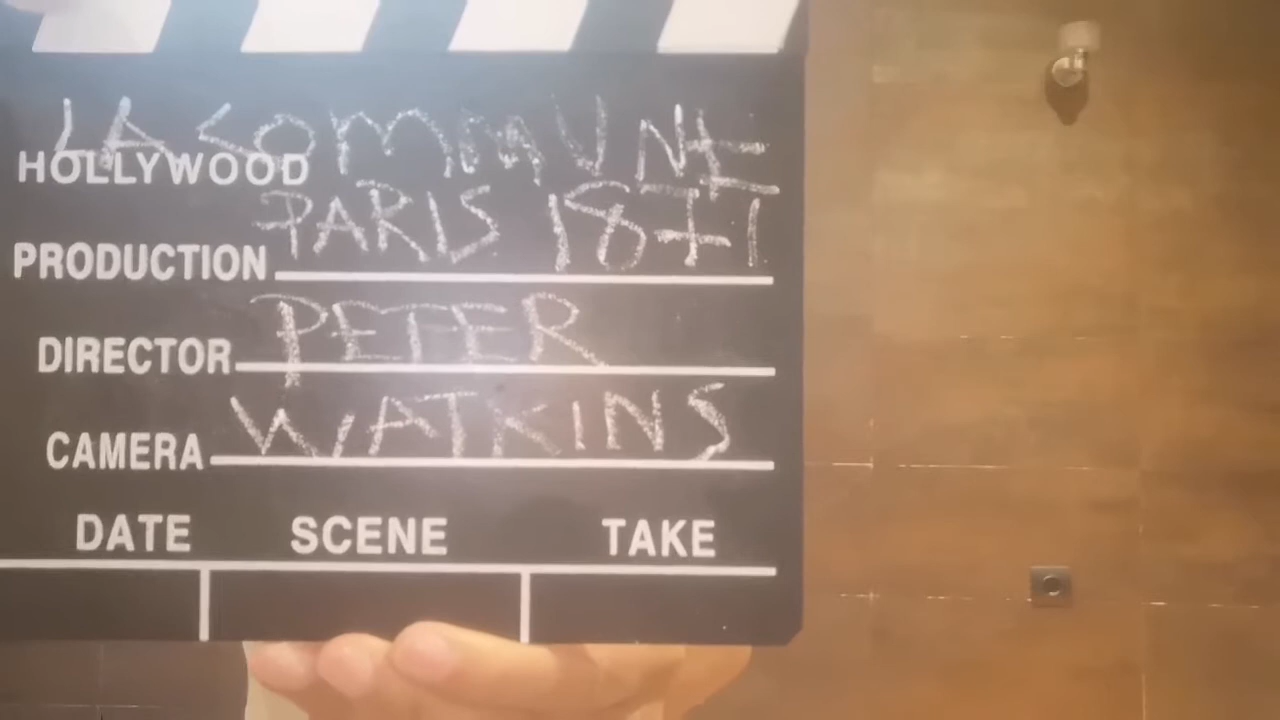 LA COMMUNE
HOLLYWOOD
PARIS 1871
PRODUCTION
PETER
DIRECTOR
WATKINS
CAMERA
DATE SCENE TAKE